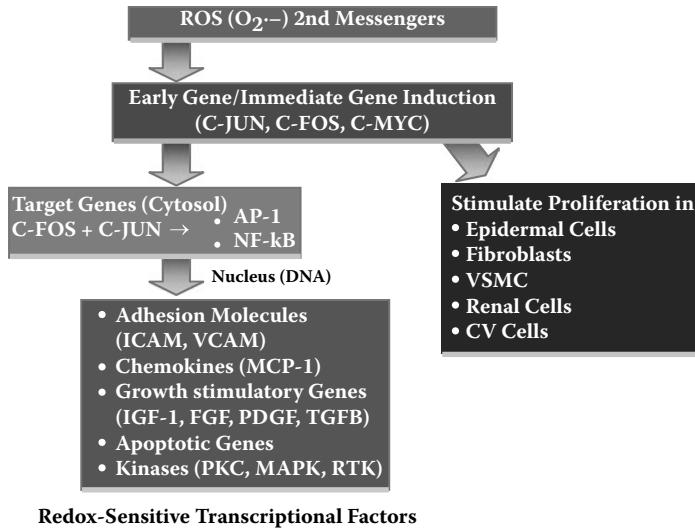 ROS (O₂·–) 2nd Messengers
Early Gene/Immediate Gene Induction
(C-JUN, C-FOS, C-MYC)
Target Genes (Cytosol)
C-FOS + C-JUN →
• AP-1
• NF-kB
Nucleus (DNA)
• Adhesion Molecules
(ICAM, VCAM)
• Chemokines (MCP-1)
• Growth stimulatory Genes
(IGF-1, FGF, PDGF, TGFB)
• Apoptotic Genes
• Kinases (PKC, MAPK, RTK)
Stimulate Proliferation in
• Epidermal Cells
• Fibroblasts
• VSMC
• Renal Cells
• CV Cells
Redox-Sensitive Transcriptional Factors